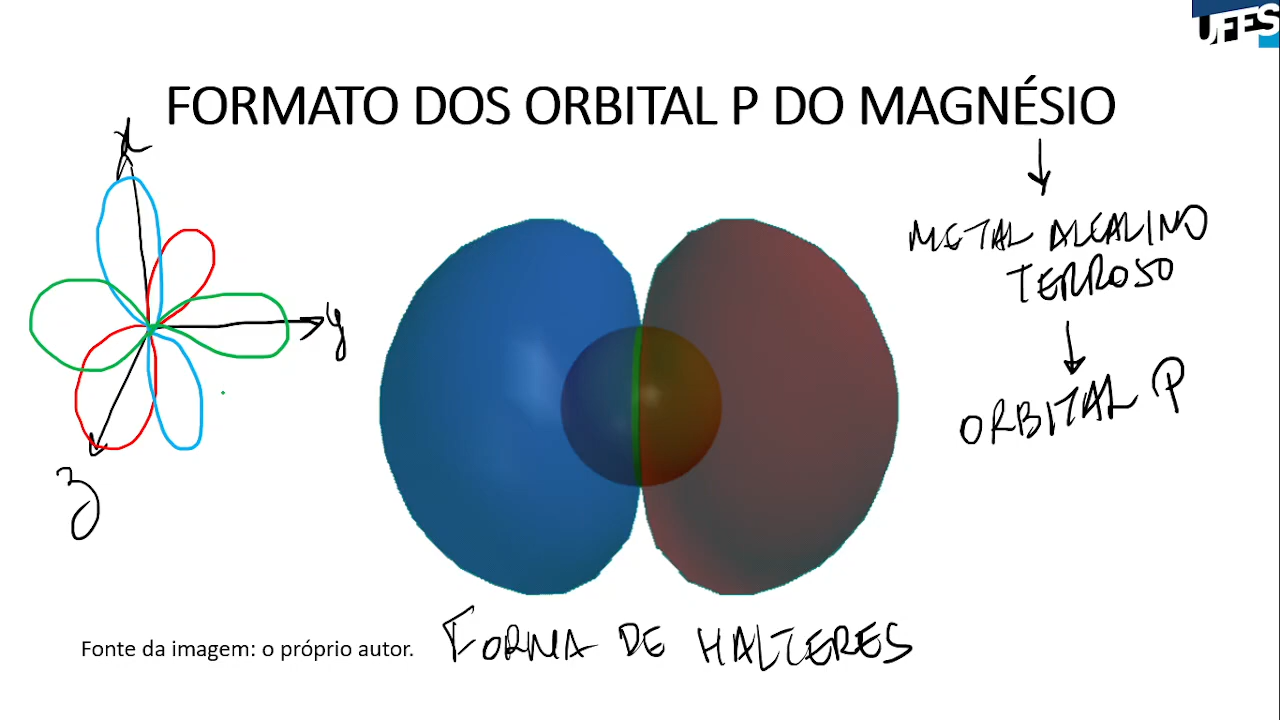 UFES
FORMATO DOS ORBITAL P DO MAGNÉSIO
x
y
z
METAL ALCALINO
TERROSO
ORBITAL P
FORMA DE HALTERES
Fonte da imagem: o próprio autor.